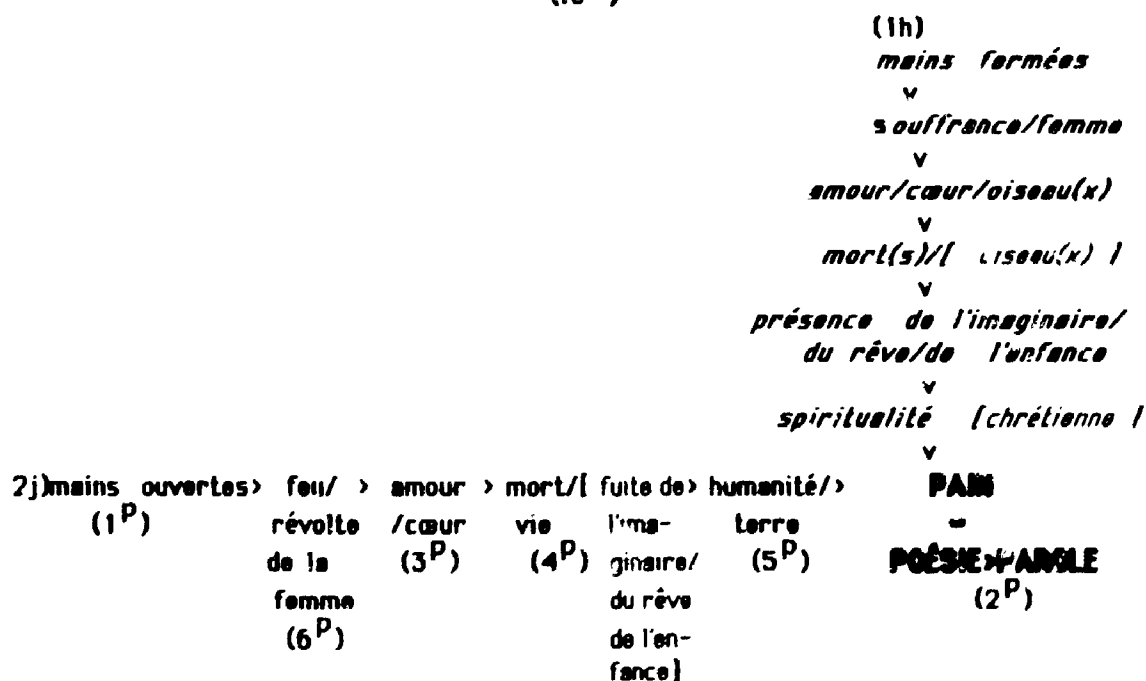 (1h)
mains fermées
v
souffrance/femme
v
amour/cœur/oiseau(x)
v
mort(s)/[ oiseau(x) ]
v
présence de l'imaginaire/
du rêve/de l'enfance
v
spiritualité [chrétienne ]
v
2j)mains ouvertes> feu/ > amour > mort/[ fuite de> humanité/> PAIN
(1P) révolte /cœur vie l'ima- terre =
de la (3P) (4P) ginaire/ (5P) POÉSIE>PAROLE
femme du rêve (2P)
(6P) de l'en-
fance]